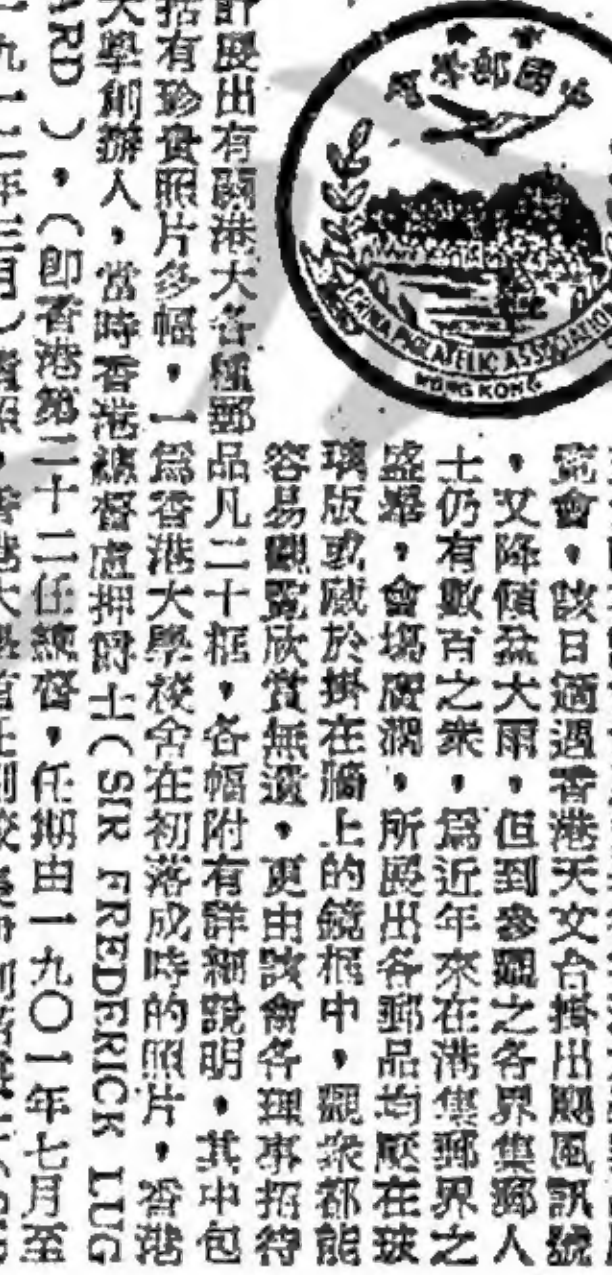 覽會，該日適遇香港天文台掛出颶風訊號
，又降傾盆大雨，但到參觀之各界集郵人
士仍有數百之衆，爲近年來在港集郵界之
盛舉，會場廣濶，所展出各郵品均壓在玻
璃版或藏於掛在牆上的鏡框中，觀衆都能
容易觀覽欣賞無遺，更由該會各理事招待
計展出有關港大各種郵品凡二十框，各幅附有詳細說明，其中包
括有珍貴照片多幅，一爲香港大學校舍在初落成時的照片，香港
大學創辦人，當時香港總督盧押爵士（SIR FREDERICK LUG
ARD），（即香港第二十二任總督，任期由一九〇一年七月至
一九一二年三月）
中國郵學會
CHINA PHILATELIC ASSOCIATION
HONG KONG